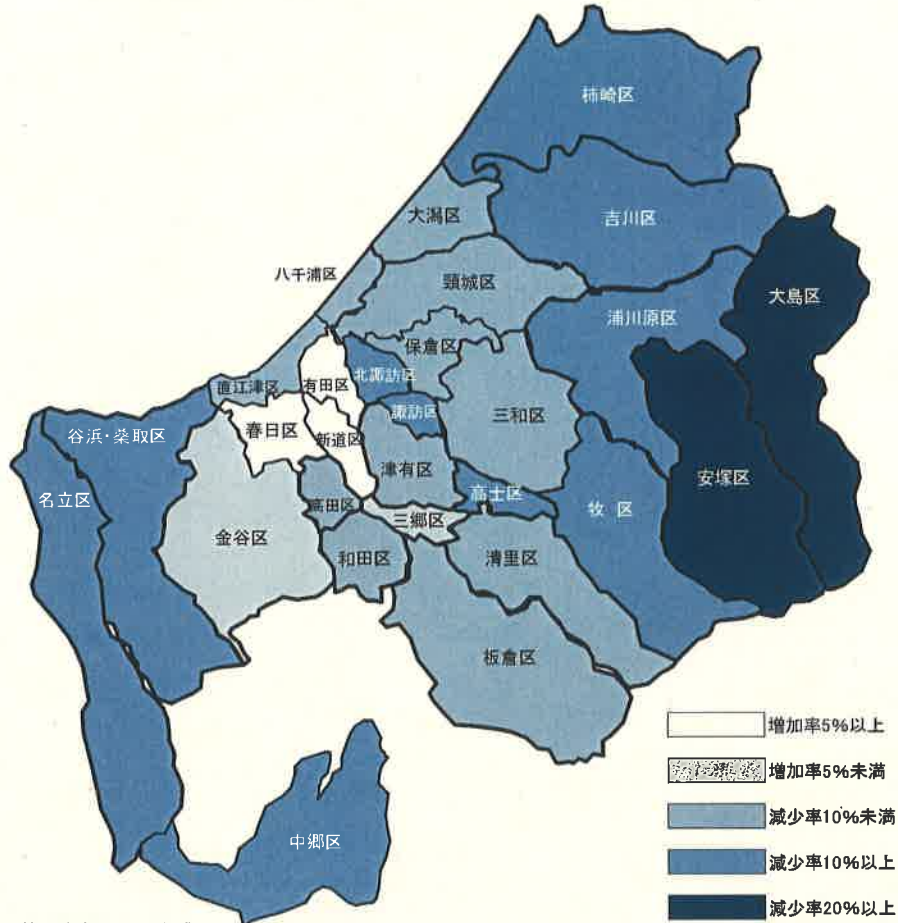 柿崎区
吉川区
大潟区
八千浦区
頸城区
大島区
浦川原区
保倉区
北諏訪区
有田区
直江津区
諏訪区
三和区
春日区
新道区
谷浜・桑取区
津有区
安塚区
高士区
名立区
高田区
牧 区
三郷区
金谷区
和田区
清里区
板倉区
中郷区
増加率5%以上
増加率5%未満
減少率10%未満
減少率10%以上
減少率20%以上